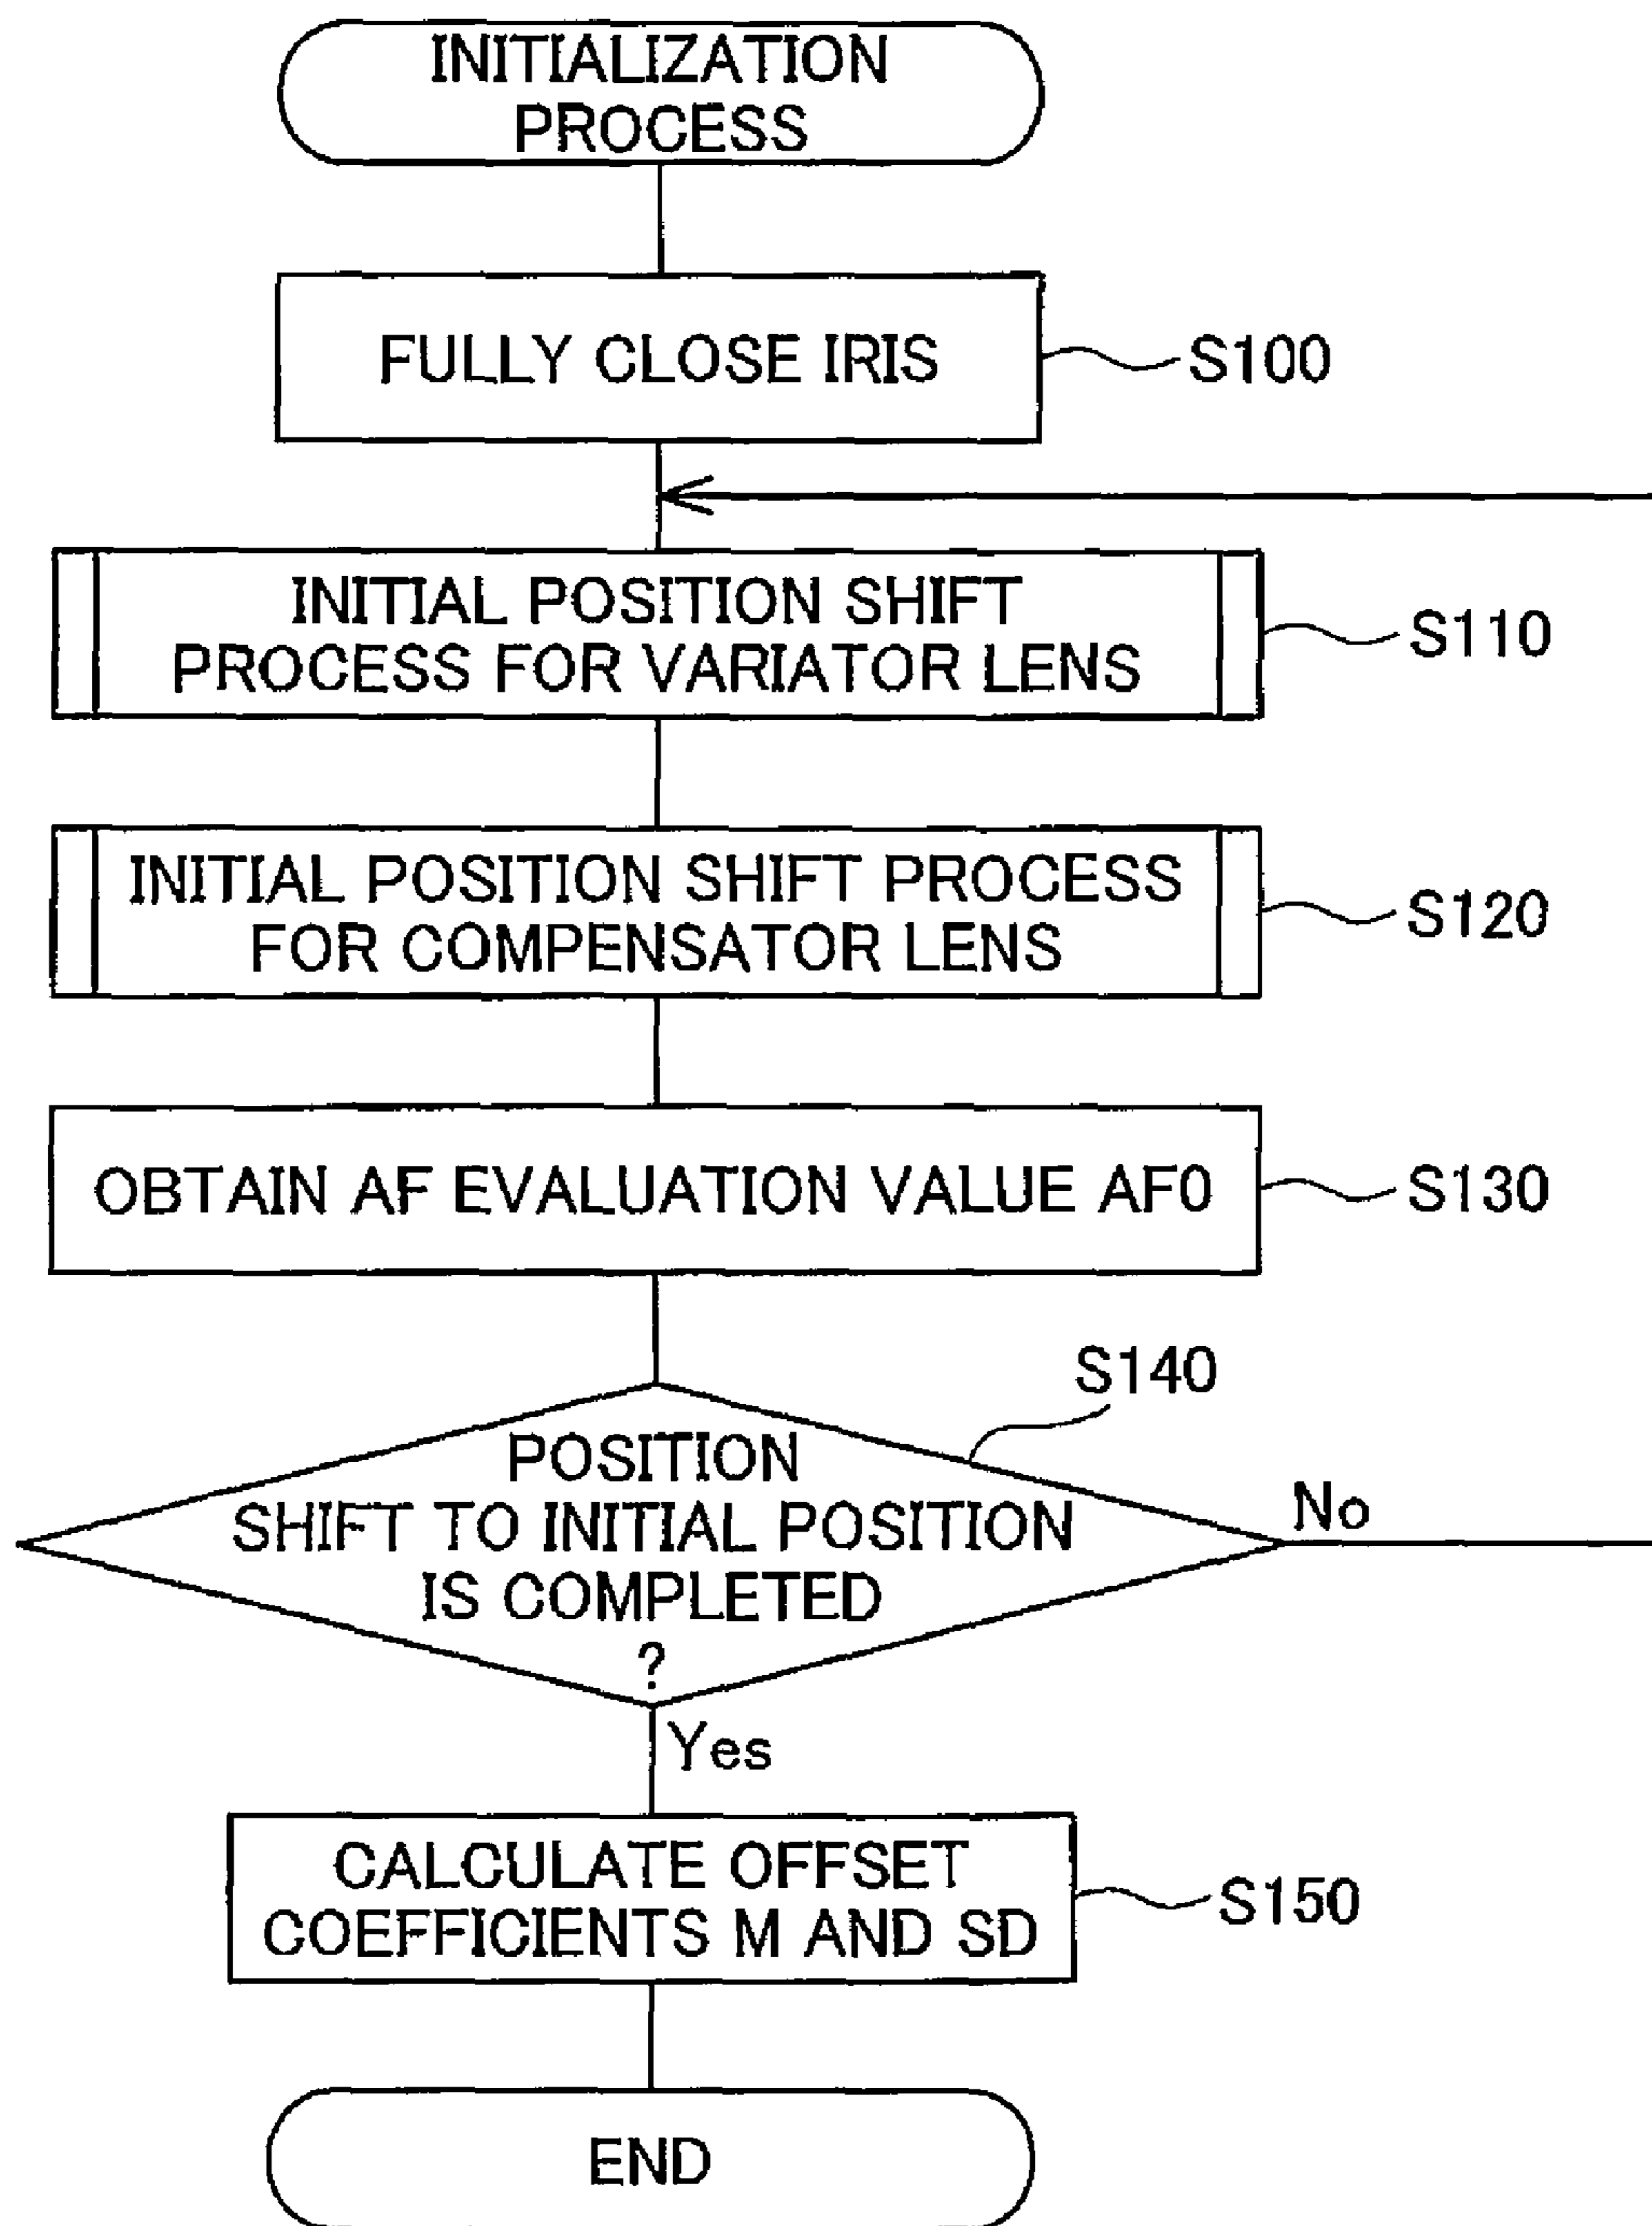 INITIALIZATION
PROCESS
FULLY CLOSE IRIS
S100
INITIAL POSITION SHIFT
PROCESS FOR VARIATOR LENS
S110
INITIAL POSITION SHIFT PROCESS
FOR COMPENSATOR LENS
S120
OBTAIN AF EVALUATION VALUE AF0
S130
S140
POSITION
SHIFT TO INITIAL POSITION
IS COMPLETED
?
No
Yes
CALCULATE OFFSET
COEFFICIENTS M AND SD
S150
END